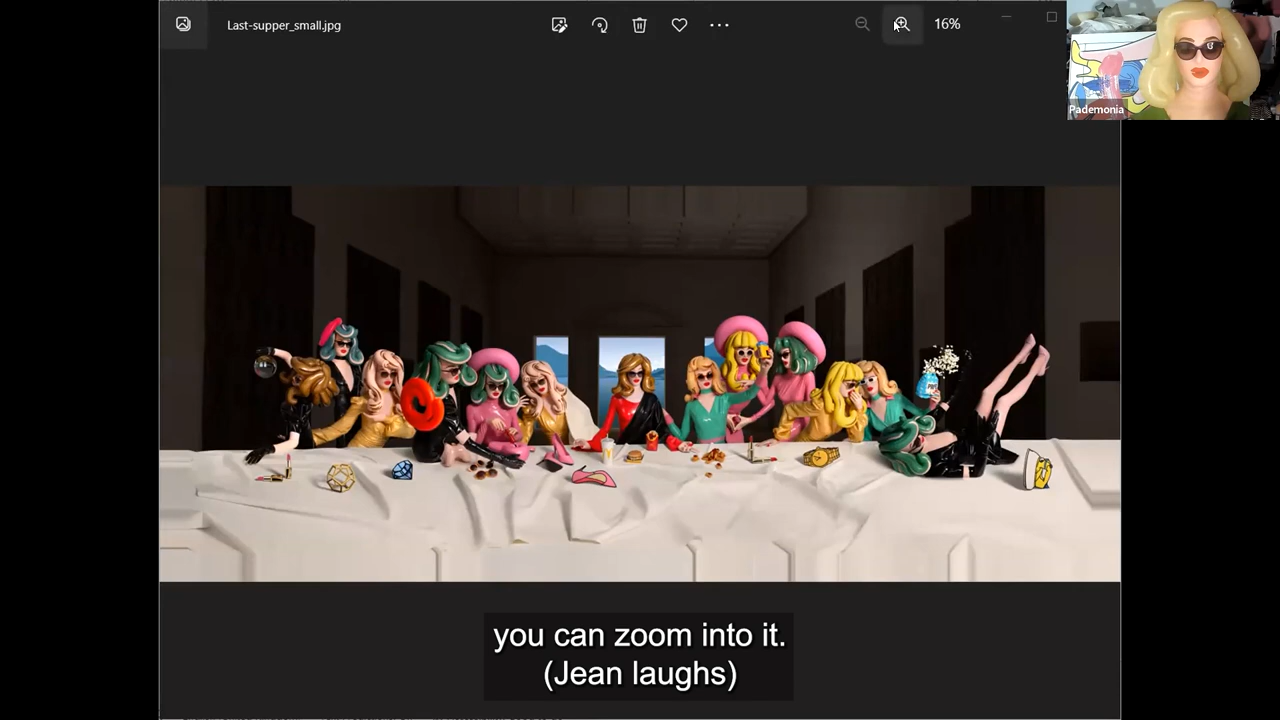 Last-supper_small.jpg
16%
Pademonia
you can zoom into it.
(Jean laughs)